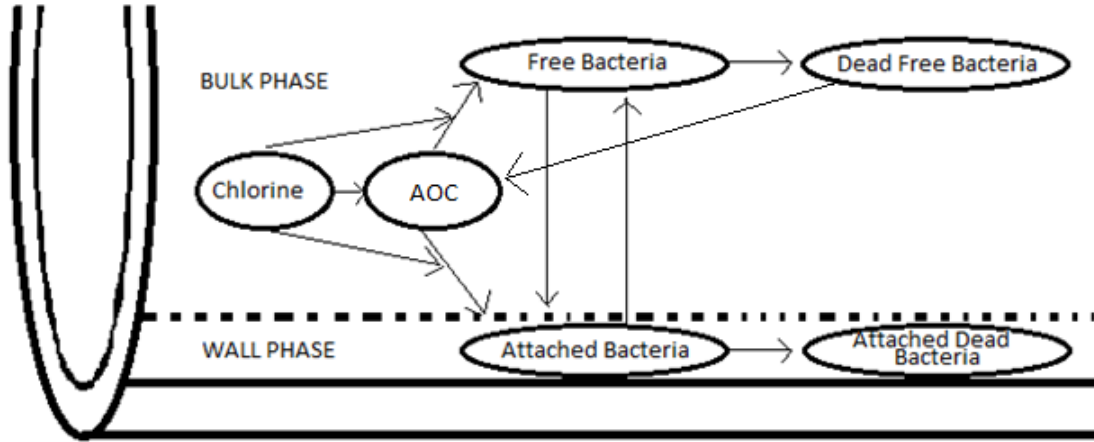 Free Bacteria
Dead Free Bacteria
BULK PHASE
Chlorine
AOC
WALL PHASE
Attached Bacteria
Attached Dead
Bacteria